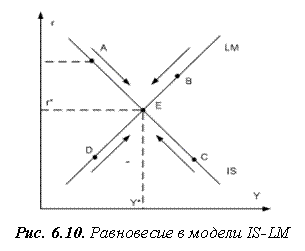 r
A
LM
B
r*
E
D
C
IS
Y*
Y
Рис. 6.10. Равновесие в модели IS-LM